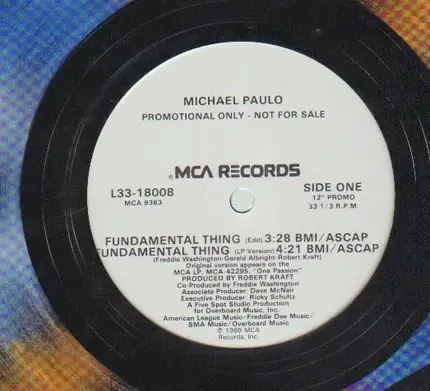 MICHAEL PAULO
PROMOTIONAL ONLY - NOT FOR SALE
®MCA RECORDS
L33-18008
MCA 9363
SIDE ONE
12" PROMO
33 1/3 R.P.M.
FUNDAMENTAL THING (Edit) 3:28 BMI/ASCAP
FUNDAMENTAL THING (LP Version) 4:21 BMI/ASCAP
(Freddie Washington-Gerald Albright-Robert Kraft)
Original version appears on the
MCA LP, MCA-42295, "One Passion"
PRODUCED BY ROBERT KRAFT
Co-Produced by Freddie Washington
Associate Producer: Dave McNair
Executive Producer: Ricky Schultz
A Five Spot Studio Production
for Overboard Music, Inc.
American League Music/Freddie Dee Music/
SMA Music/Overboard Music
℗ 1989 MCA
Records, Inc.